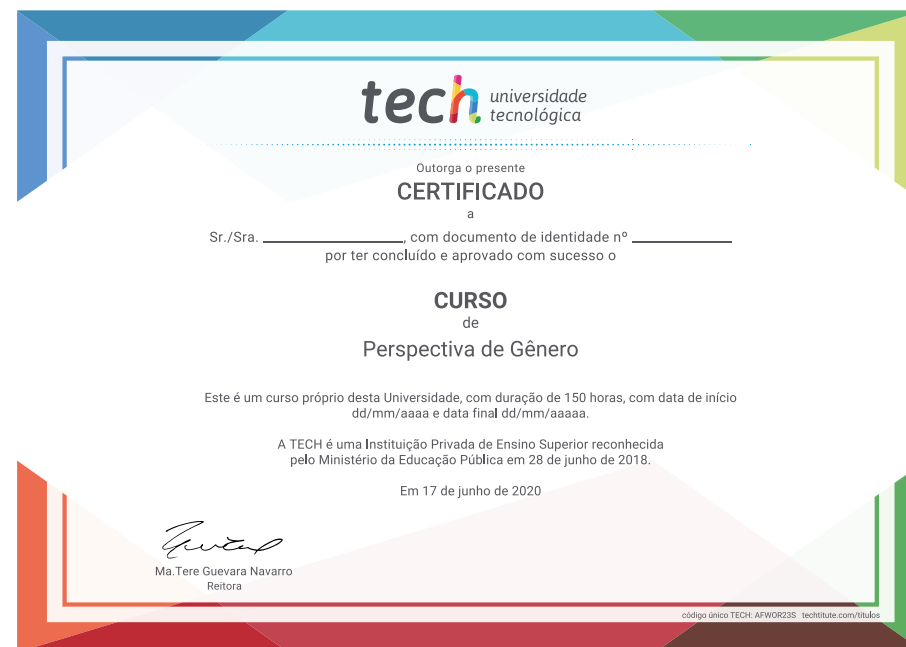 tech universidade
tecnológica
Outorga o presente
CERTIFICADO
a
Sr./Sra. ____________, com documento de identidade nº _________
por ter concluído e aprovado com sucesso o
CURSO
de
Perspectiva de Gênero
Este é um curso próprio desta Universidade, com duração de 150 horas, com data de início
dd/mm/aaaa e data final dd/mm/aaaaa.
A TECH é uma Instituição Privada de Ensino Superior reconhecida
pelo Ministério da Educação Pública em 28 de junho de 2018.
Em 17 de junho de 2020
Ma.Tere Guevara Navarro
Reitora
código único TECH: AFWOR23S techtitute.com/titulos